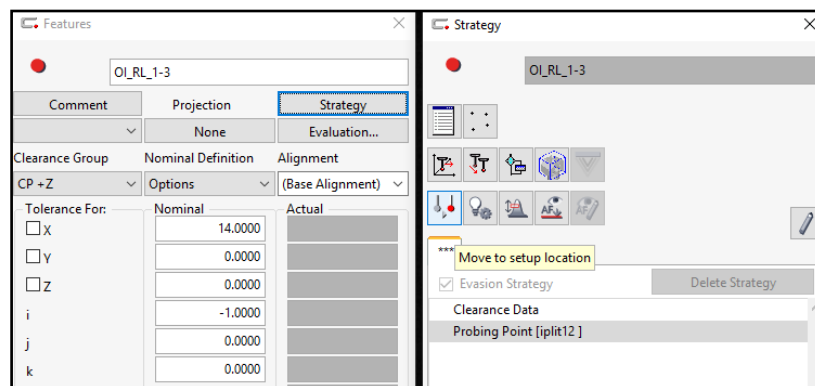 Features
OI_RL_1-3
Comment
Projection
Strategy
None
Evaluation...
Clearance Group
Nominal Definition
Alignment
CP +Z
Options
(Base Alignment)
Tolerance For:
Nominal
Actual
X
14.0000
Y
0.0000
Z
0.0000
i
-1.0000
j
0.0000
k
0.0000
Strategy
OI_RL_1-3
AF
AF
***
Move to setup location
Evasion Strategy
Delete Strategy
Clearance Data
Probing Point [iplit12 ]